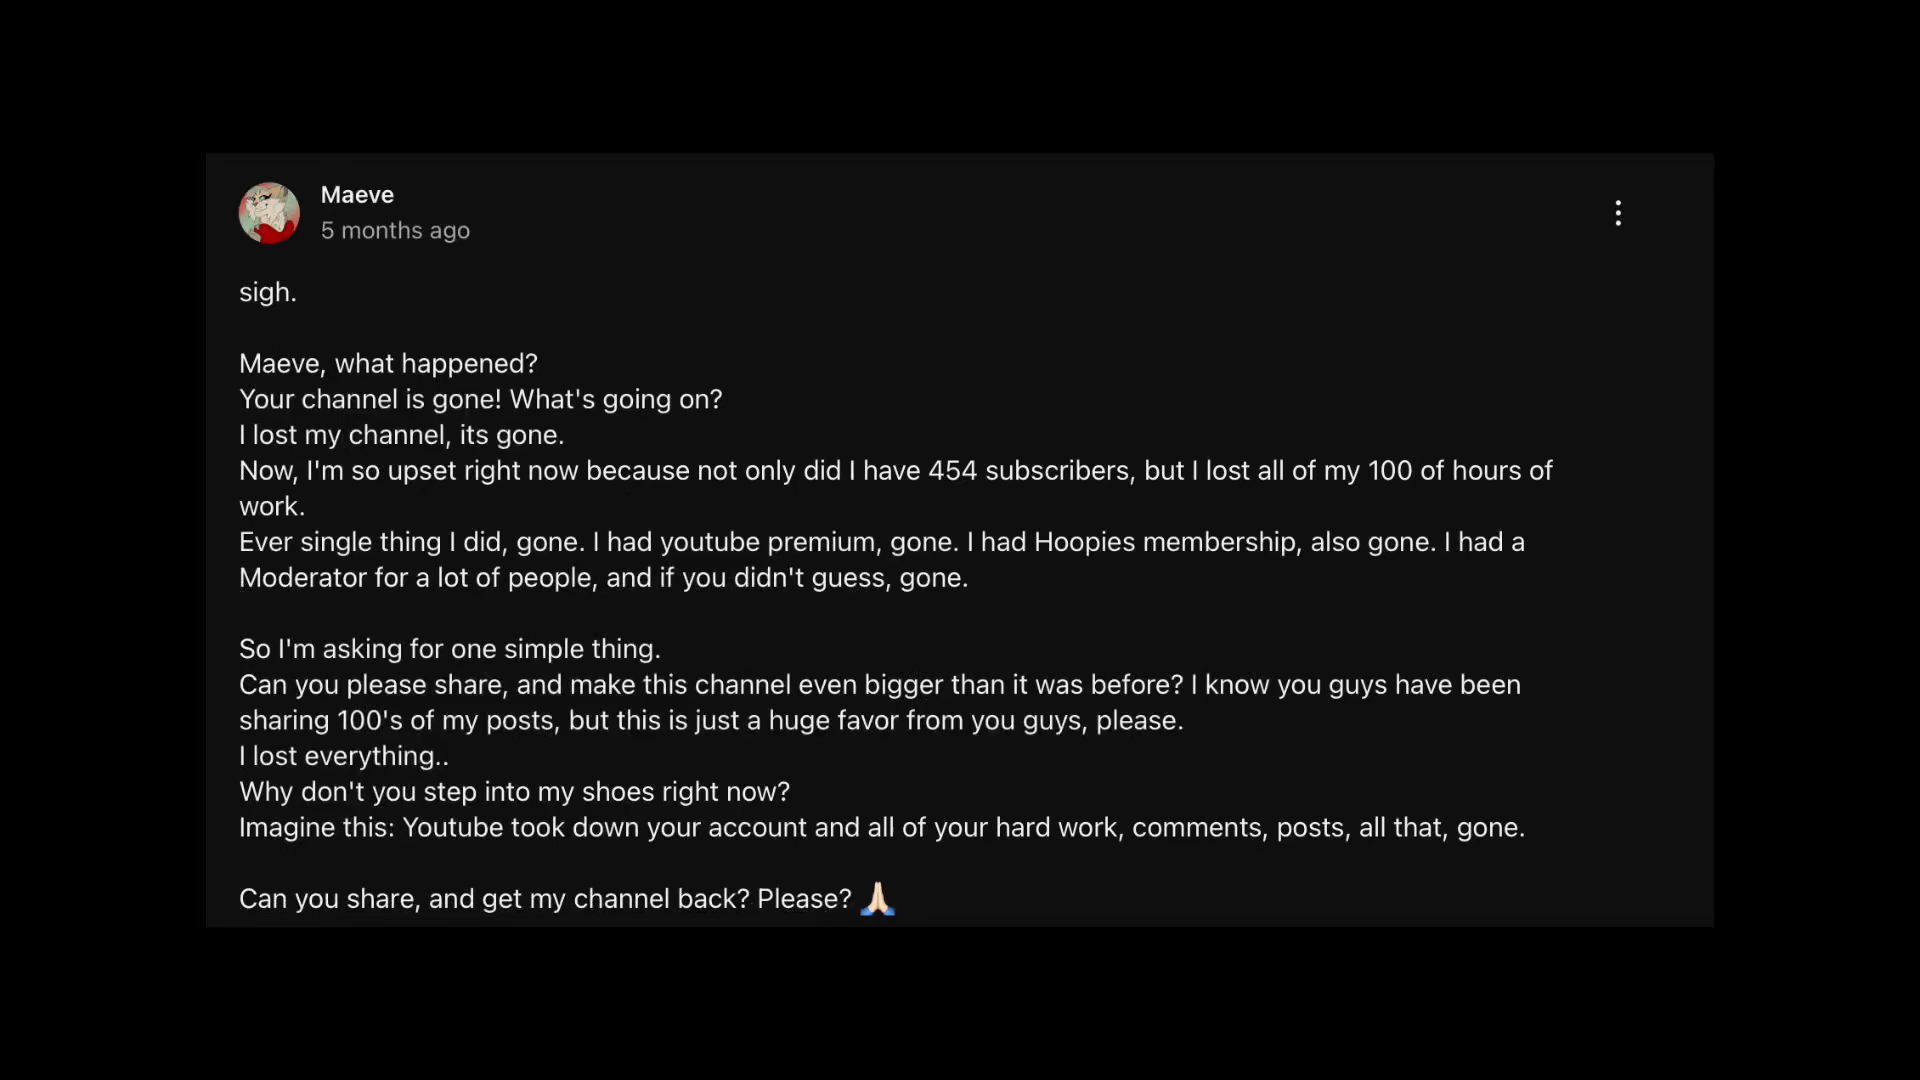 Maeve
5 months ago
sigh.
Maeve, what happened?
Your channel is gone! What's going on?
I lost my channel, its gone.
Now, I'm so upset right now because not only did I have 454 subscribers, but I lost all of my 100 of hours of
work.
Ever single thing I did, gone. I had youtube premium, gone. I had Hoopies membership, also gone. I had a
Moderator for a lot of people, and if you didn't guess, gone.
So I'm asking for one simple thing.
Can you please share, and make this channel even bigger than it was before? I know you guys have been
sharing 100's of my posts, but this is just a huge favor from you guys, please.
I lost everything..
Why don't you step into my shoes right now?
Imagine this: Youtube took down your account and all of your hard work, comments, posts, all that, gone.
Can you share, and get my channel back? Please? 🙏🏻